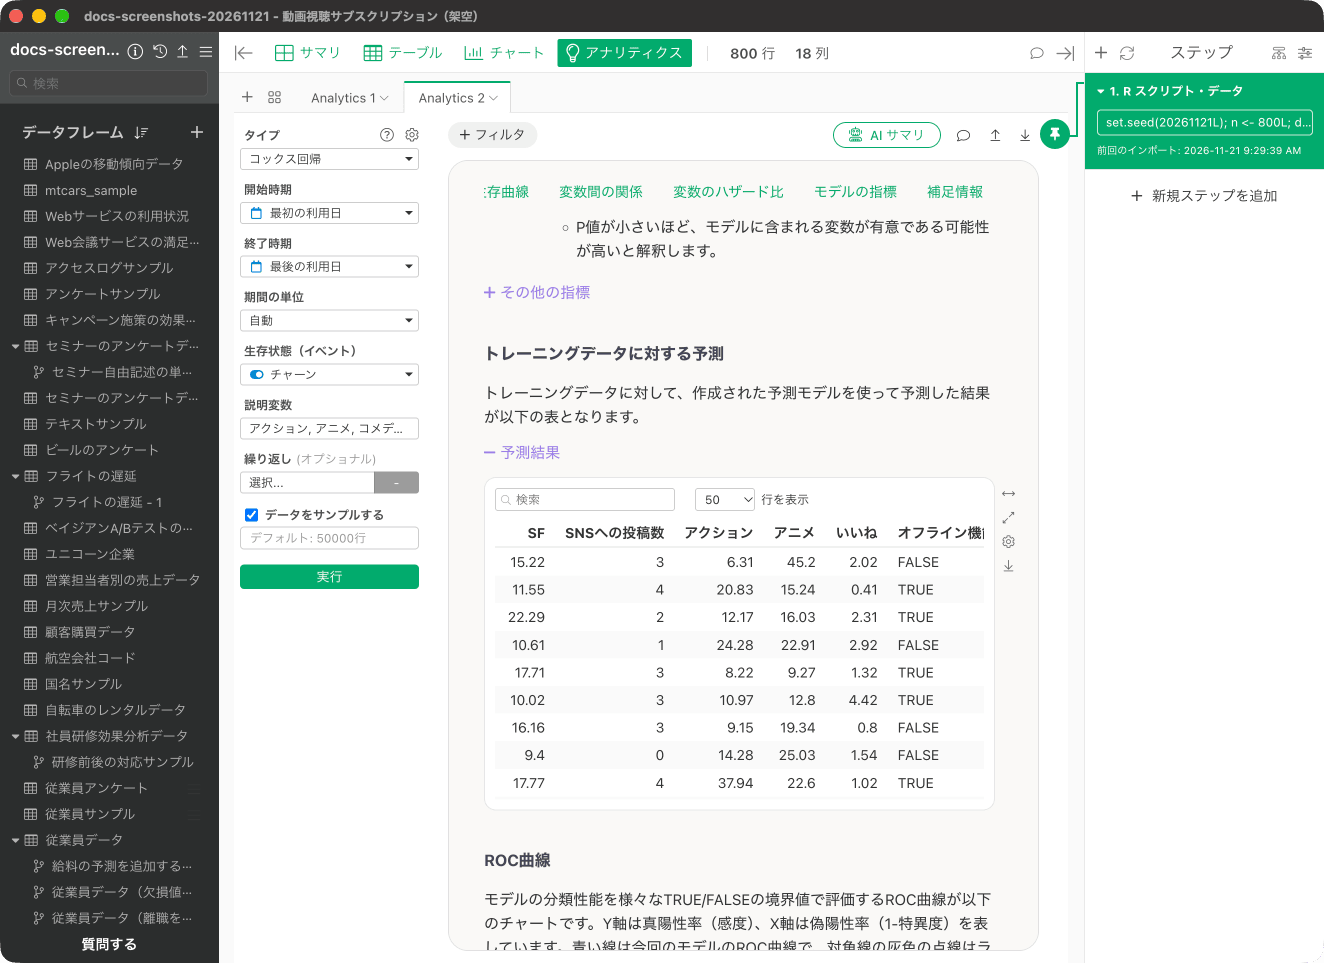 docs-screenshots-20261121 - 動画視聴サブスクリプション（架空）
docs-screen...
検索
データフレーム
Appleの移動傾向データ
mtcars_sample
Webサービスの利用状況
Web会議サービスの満足…
アクセスログサンプル
アンケートサンプル
キャンペーン施策の効果…
セミナーのアンケートデ…
セミナー自由記述の単…
セミナーのアンケートデ…
テキストサンプル
ビールのアンケート
フライトの遅延
フライトの遅延 - 1
ベイジアンA/Bテストの…
ユニコーン企業
営業担当者別の売上データ
月次売上サンプル
顧客購買データ
航空会社コード
国名サンプル
自転車のレンタルデータ
社員研修効果分析データ
研修前後の対応サンプル
従業員アンケート
従業員サンプル
従業員データ
給料の予測を追加する…
従業員データ（欠損値…
従業員データ（離職を…
質問する
サマリ テーブル チャート アナリティクス 800 行 18 列
Analytics 1 Analytics 2
タイプ
コックス回帰
開始時期
最初の利用日
終了時期
最後の利用日
期間の単位
自動
生存状態（イベント）
チャーン
説明変数
アクション, アニメ, コメデ...
繰り返し (オプショナル)
選択... -
データをサンプルする
デフォルト: 50000行
実行
フィルタ AI サマリ
存曲線 変数間の関係 変数のハザード比 モデルの指標 補足情報
P値が小さいほど、モデルに含まれる変数が有意である可能性
が高いと解釈します。
その他の指標
トレーニングデータに対する予測
トレーニングデータに対して、作成された予測モデルを使って予測した結果
が以下の表となります。
予測結果
検索 50 行を表示
SF SNSへの投稿数 アクション アニメ いいね オフライン機
15.22 3 6.31 45.2 2.02 FALSE
11.55 4 20.83 15.24 0.41 TRUE
22.29 2 12.17 16.03 2.31 TRUE
10.61 1 24.28 22.91 2.92 FALSE
17.71 3 8.22 9.27 1.32 TRUE
10.02 3 10.97 12.8 4.42 TRUE
16.16 3 9.15 19.34 0.8 FALSE
9.4 0 14.28 25.03 1.54 FALSE
17.77 4 37.94 22.6 1.02 TRUE
ROC曲線
モデルの分類性能を様々なTRUE/FALSEの境界値で評価するROC曲線が以下
のチャートです。Y軸は真陽性率（感度）、X軸は偽陽性率（1-特異度）を表
しています。青い線は今回のモデルのROC曲線で、対角線の灰色の点線はラ
ステップ
1. R スクリプト・データ
set.seed(20261121L); n <- 800L; d...
前回のインポート: 2026-11-21 9:29:39 AM
新規ステップを追加